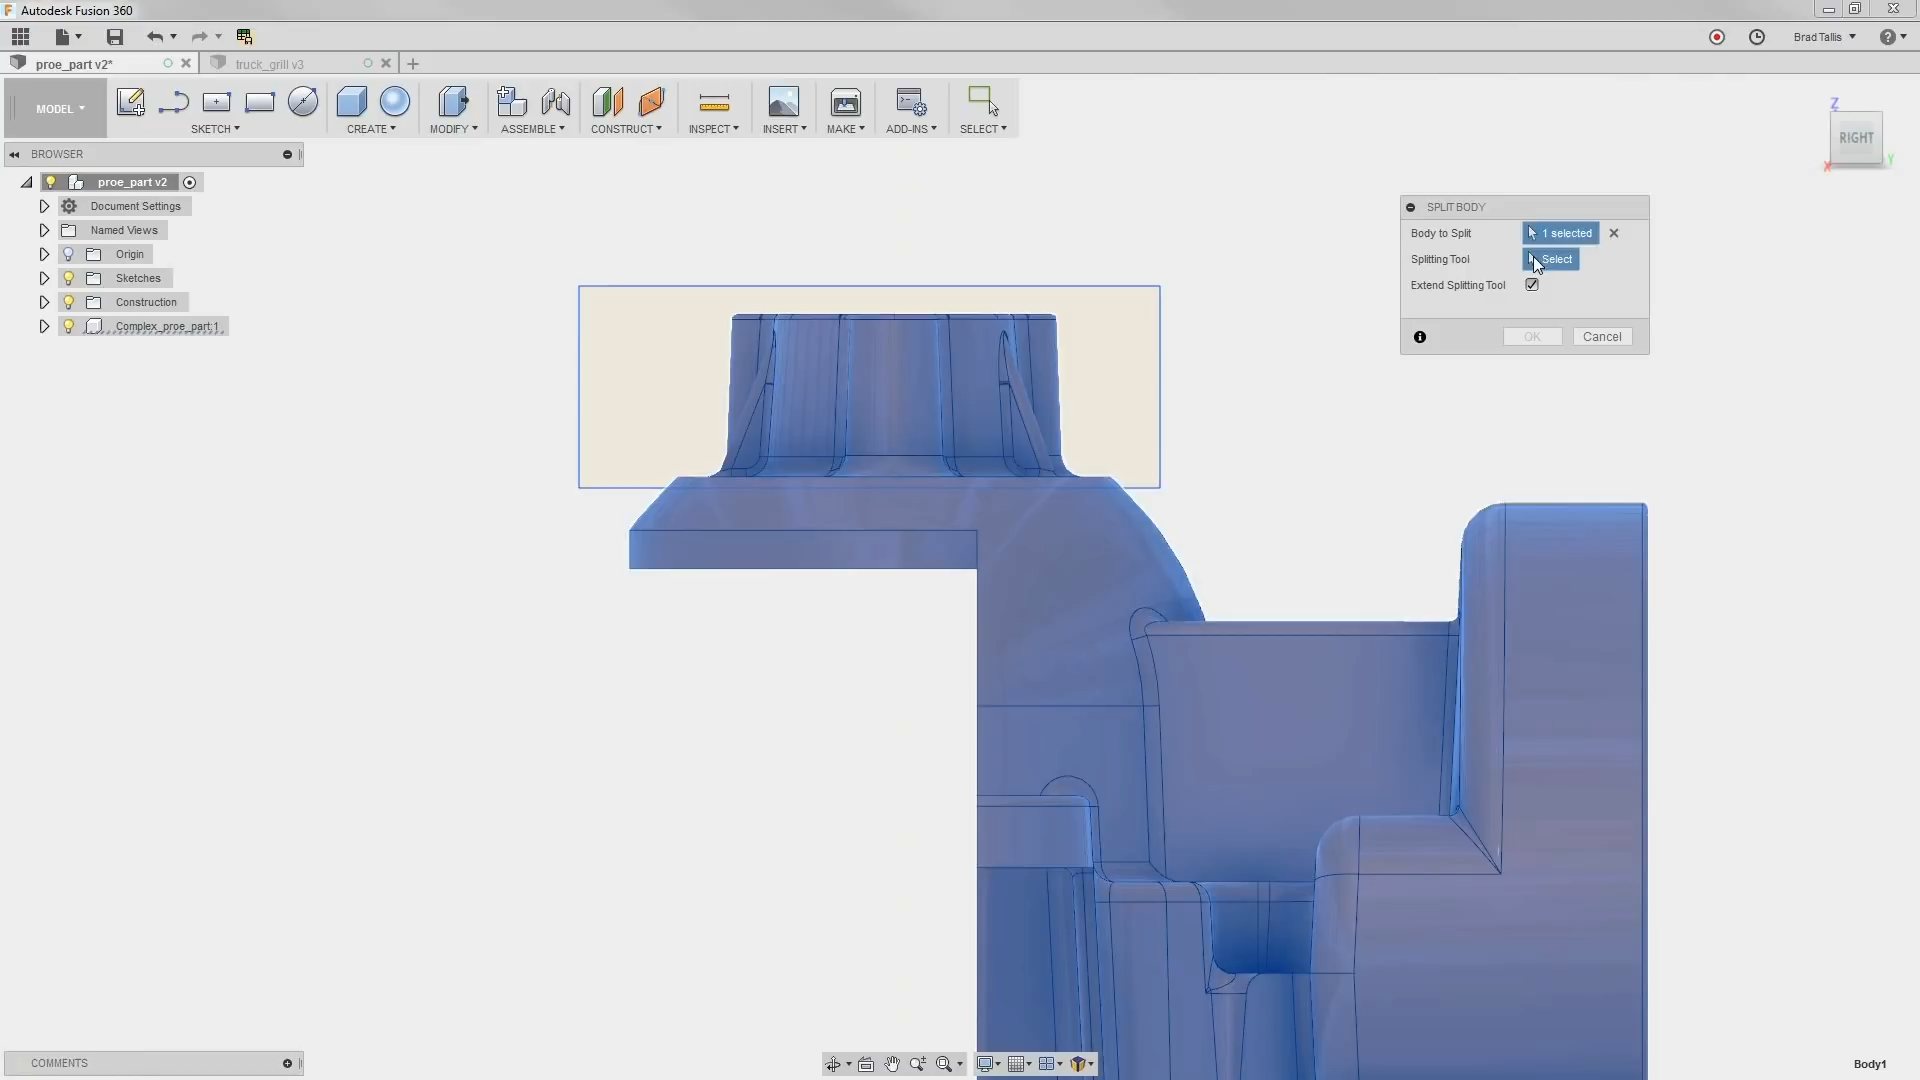 Autodesk Fusion 360
Brad Tallis
proe_part v2*
truck_grill v3
MODEL
SKETCH
CREATE
MODIFY
ASSEMBLE
CONSTRUCT
INSPECT
INSERT
MAKE
ADD-INS
SELECT
Z
RIGHT
X
Y
BROWSER
proe_part v2
Document Settings
Named Views
Origin
Sketches
Construction
Complex_proe_part:1
SPLIT BODY
Body to Split
1 selected
Splitting Tool
Select
Extend Splitting Tool
OK
Cancel
COMMENTS
Body1